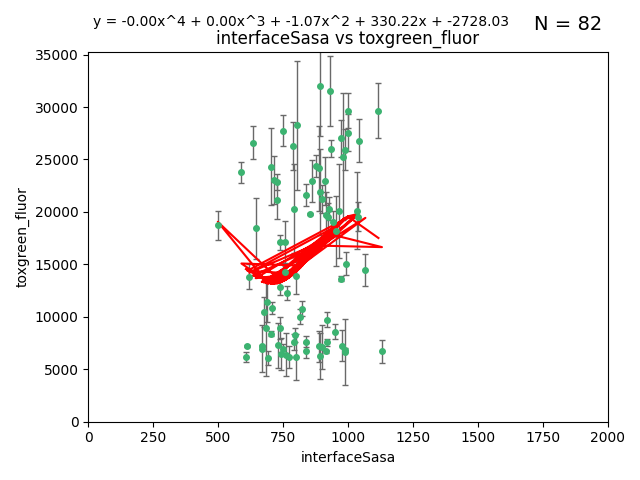 y = -0.00x^4 + 0.00x^3 + -1.07x^2 + 330.22x + -2728.03
N = 82
interfaceSasa vs toxgreen_fluor
35000
30000
25000
20000
15000
10000
5000
0
toxgreen_fluor
0 250 500 750 1000 1250 1500 1750 2000
interfaceSasa